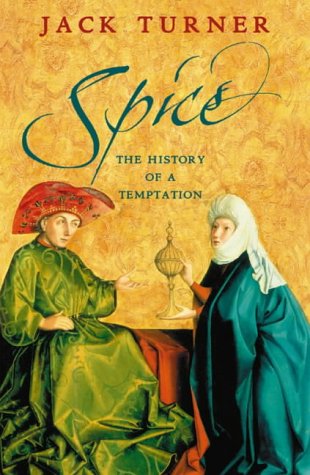 JACK TURNER
Spice
THE HISTORY
OF A
TEMPTATION